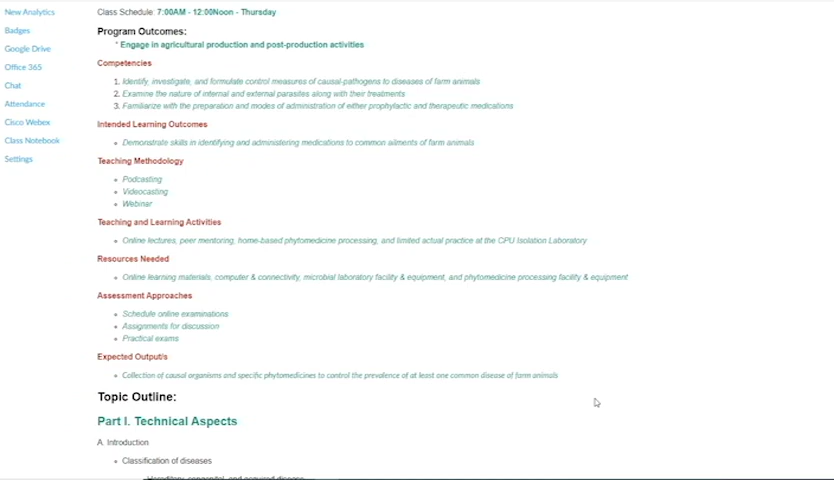 New Analytics
Badges
Google Drive
Office 365
Chat
Attendance
Cisco Webex
Class Notebook
Settings
Class Schedule: 7:00AM - 12:00Noon - Thursday
Program Outcomes:
* Engage in agricultural production and post-production activities
Competencies
1. Identify, investigate, and formulate control measures of causal-pathogens to diseases of farm animals
2. Examine the nature of internal and external parasites along with their treatments
3. Familiarize with the preparation and modes of administration of either prophylactic and therapeutic medications
Intended Learning Outcomes
• Demonstrate skills in identifying and administering medications to common ailments of farm animals
Teaching Methodology
• Podcasting
• Videocasting
• Webinar
Teaching and Learning Activities
• Online lectures, peer mentoring, home-based phytomedicine processing, and limited actual practice at the CPU Isolation Laboratory
Resources Needed
• Online learning materials, computer & connectivity, microbial laboratory facility & equipment, and phytomedicine processing facility & equipment
Assessment Approaches
• Schedule online examinations
• Assignments for discussion
• Practical exams
Expected Output/s
• Collection of causal organisms and specific phytomedicines to control the prevalence of at least one common disease of farm animals
Topic Outline:
Part I. Technical Aspects
A. Introduction
• Classification of diseases
Hereditary, congenital, and acquired disease